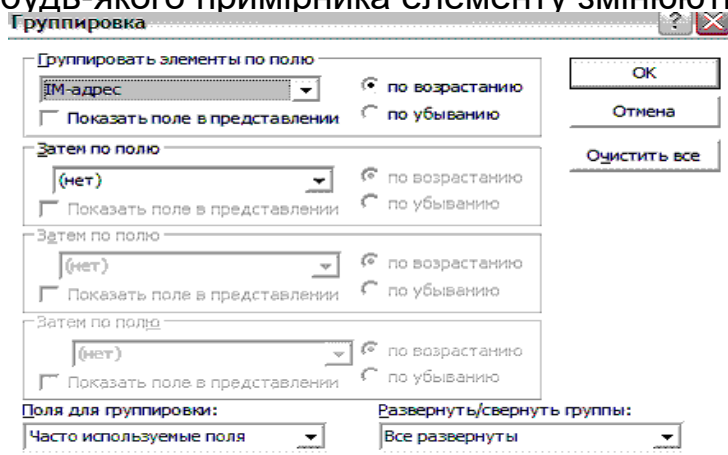 будь-якого примірника елементу змінюют
Группировка
Группировать элементы по полю
IM-адрес
по возрастанию
Показать поле в представлении
по убыванию
OK
Отмена
Очистить все
Затем по полю
(нет)
по возрастанию
Показать поле в представлении
по убыванию
Затем по полю
(нет)
по возрастанию
Показать поле в представлении
по убыванию
Затем по полю
(нет)
по возрастанию
Показать поле в представлении
по убыванию
Поля для группировки:
Развернуть/свернуть группы:
Часто используемые поля
Все развернуты